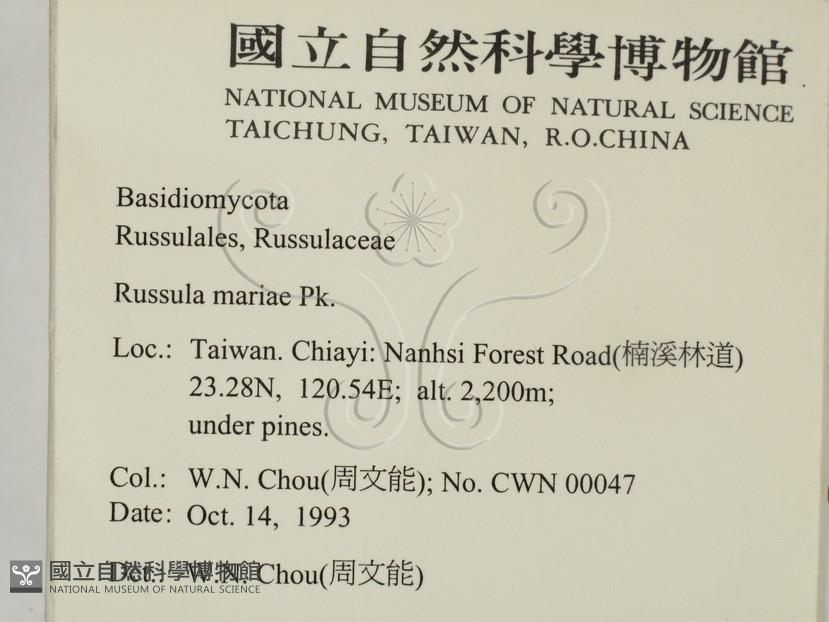 國立自然科學博物館
NATIONAL MUSEUM OF NATURAL SCIENCE
TAICHUNG, TAIWAN, R.O.CHINA
Basidiomycota
Russulales, Russulaceae
Russula mariae Pk.
Loc.: Taiwan. Chiayi: Nanhsi Forest Road(楠溪林道)
23.28N, 120.54E; alt. 2,200m;
under pines.
Col.: W.N. Chou(周文能); No. CWN 00047
Date: Oct. 14, 1993
Det.: W.N. Chou(周文能)
國立自然科學博物館
NATIONAL MUSEUM OF NATURAL SCIENCE